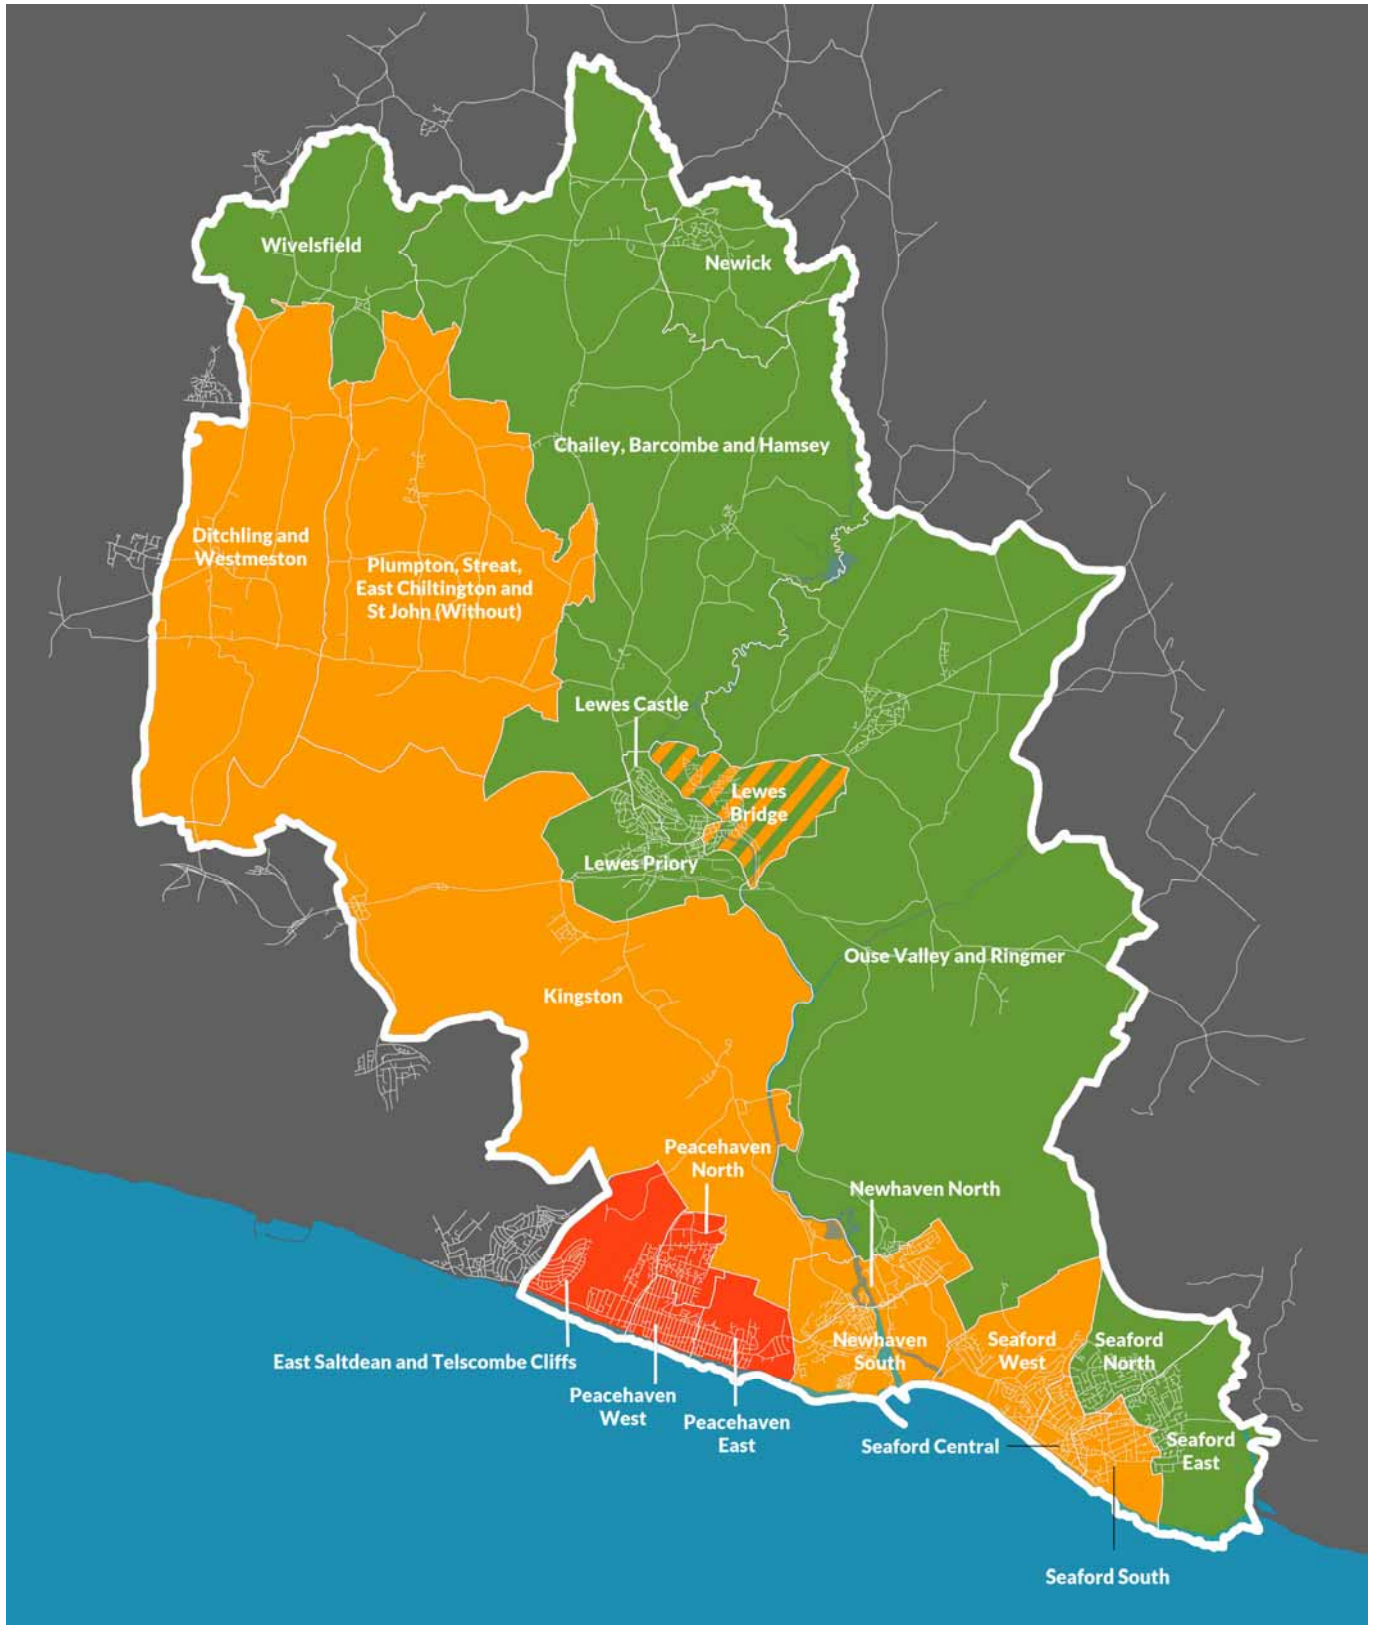 Wivelsfield
Newick
Chailey, Barcombe and Hamsey
Ditchling and
Westmeston
Plumpton, Streat,
East Chiltington and
St John (Without)
Lewes Castle
Lewes
Bridge
Lewes Priory
Ouse Valley and Ringmer
Kingston
Peacehaven
North
Newhaven North
Newhaven
South
Seaford
West
Seaford
North
East Saltdean and Telscombe Cliffs
Peacehaven
West
Peacehaven
East
Seaford Central
Seaford
East
Seaford South